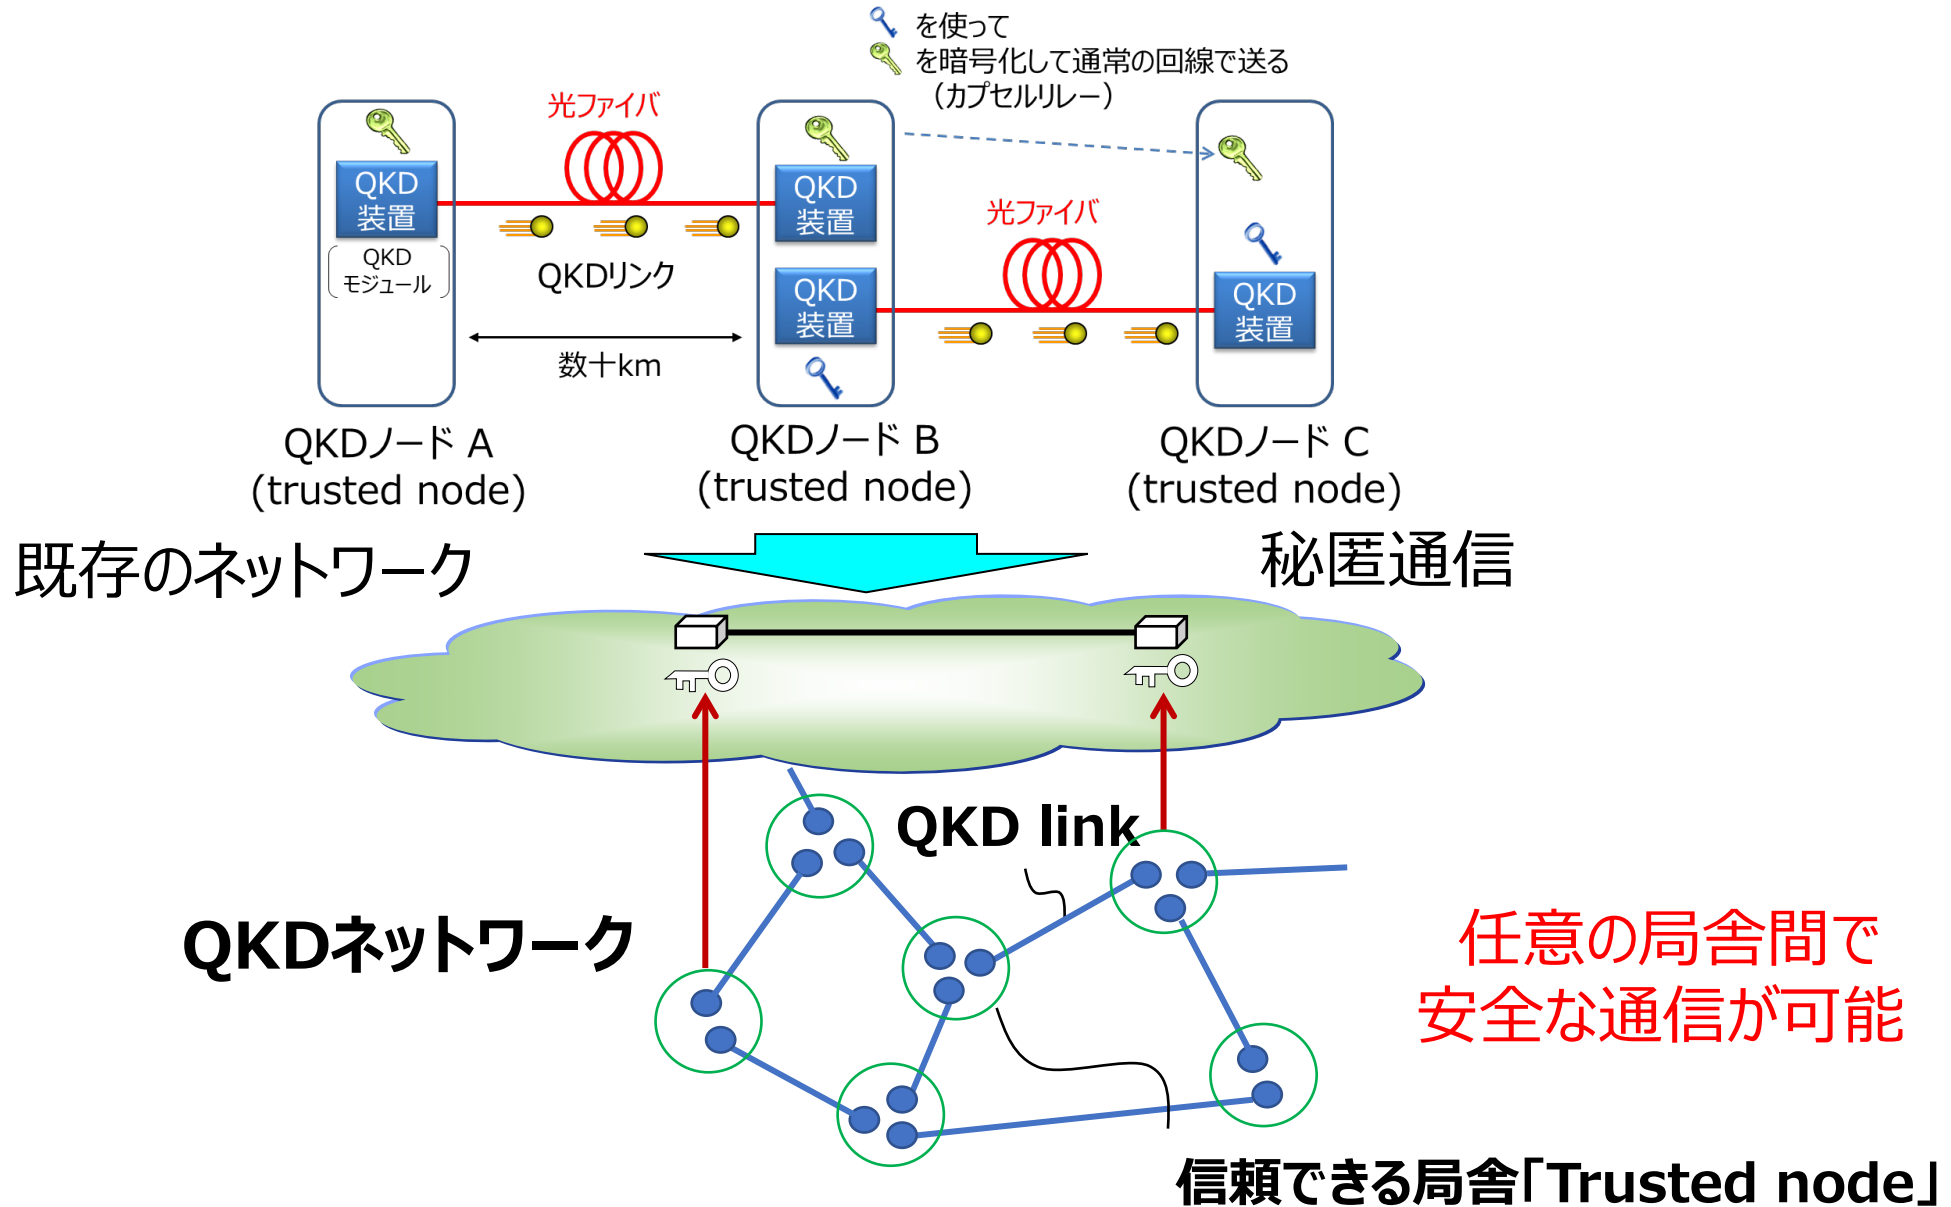 を使って
を暗号化して通常の回線で送る
（カプセルリレー）
光ファイバ
QKD
装置
QKD
モジュール
QKDリンク
数十km
QKD
装置
QKD
装置
光ファイバ
QKD
装置
QKDノード A
(trusted node)
QKDノード B
(trusted node)
QKDノード C
(trusted node)
既存のネットワーク
秘匿通信
QKD link
QKDネットワーク
任意の局舎間で
安全な通信が可能
信頼できる局舎「Trusted node」